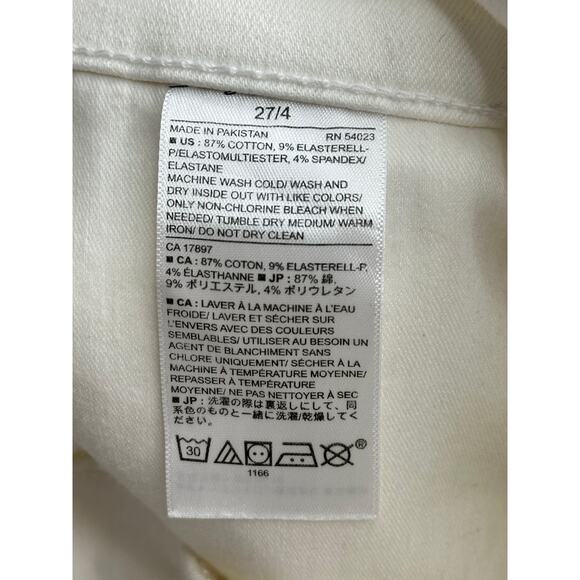 27/4
MADE IN PAKISTAN RN 54023
■ US : 87% COTTON, 9% ELASTERELL-
P/ELASTOMULTIESTER, 4% SPANDEX/
ELASTANE
MACHINE WASH COLD/ WASH AND
DRY INSIDE OUT WITH LIKE COLORS/
ONLY NON-CHLORINE BLEACH WHEN
NEEDED/ TUMBLE DRY MEDIUM/ WARM
IRON/ DO NOT DRY CLEAN
CA 17897
■ CA : 87% COTON, 9% ELASTERELL-P,
4% ÉLASTHANNE ■ JP : 87% 綿,
9% ポリエステル, 4% ポリウレタン
■ CA : LAVER À LA MACHINE À L'EAU
FROIDE/ LAVER ET SÉCHER SUR
L'ENVERS AVEC DES COULEURS
SEMBLABLES/ UTILISER AU BESOIN UN
AGENT DE BLANCHIMENT SANS
CHLORE UNIQUEMENT/ SÉCHER À LA
MACHINE À TEMPÉRATURE MOYENNE/
REPASSER À TEMPÉRATURE
MOYENNE/ NE PAS NETTOYER À SEC
■ JP : 洗濯の際は裏返しにして、同
系色のものと一緒に洗濯/乾燥してくだ
さい。
30 ®
1166